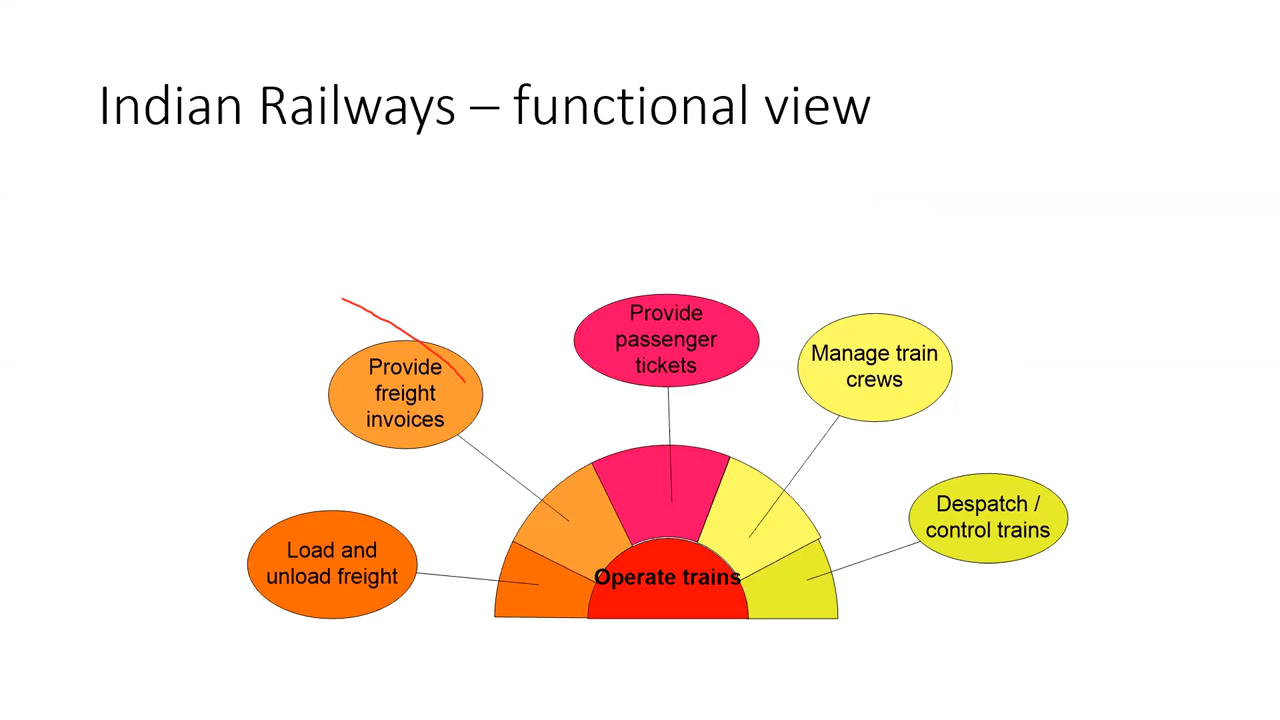 Indian Railways – functional view
Provide
passenger
tickets
Manage train
crews
Provide
freight
invoices
Despatch /
control trains
Load and
unload freight
Operate trains